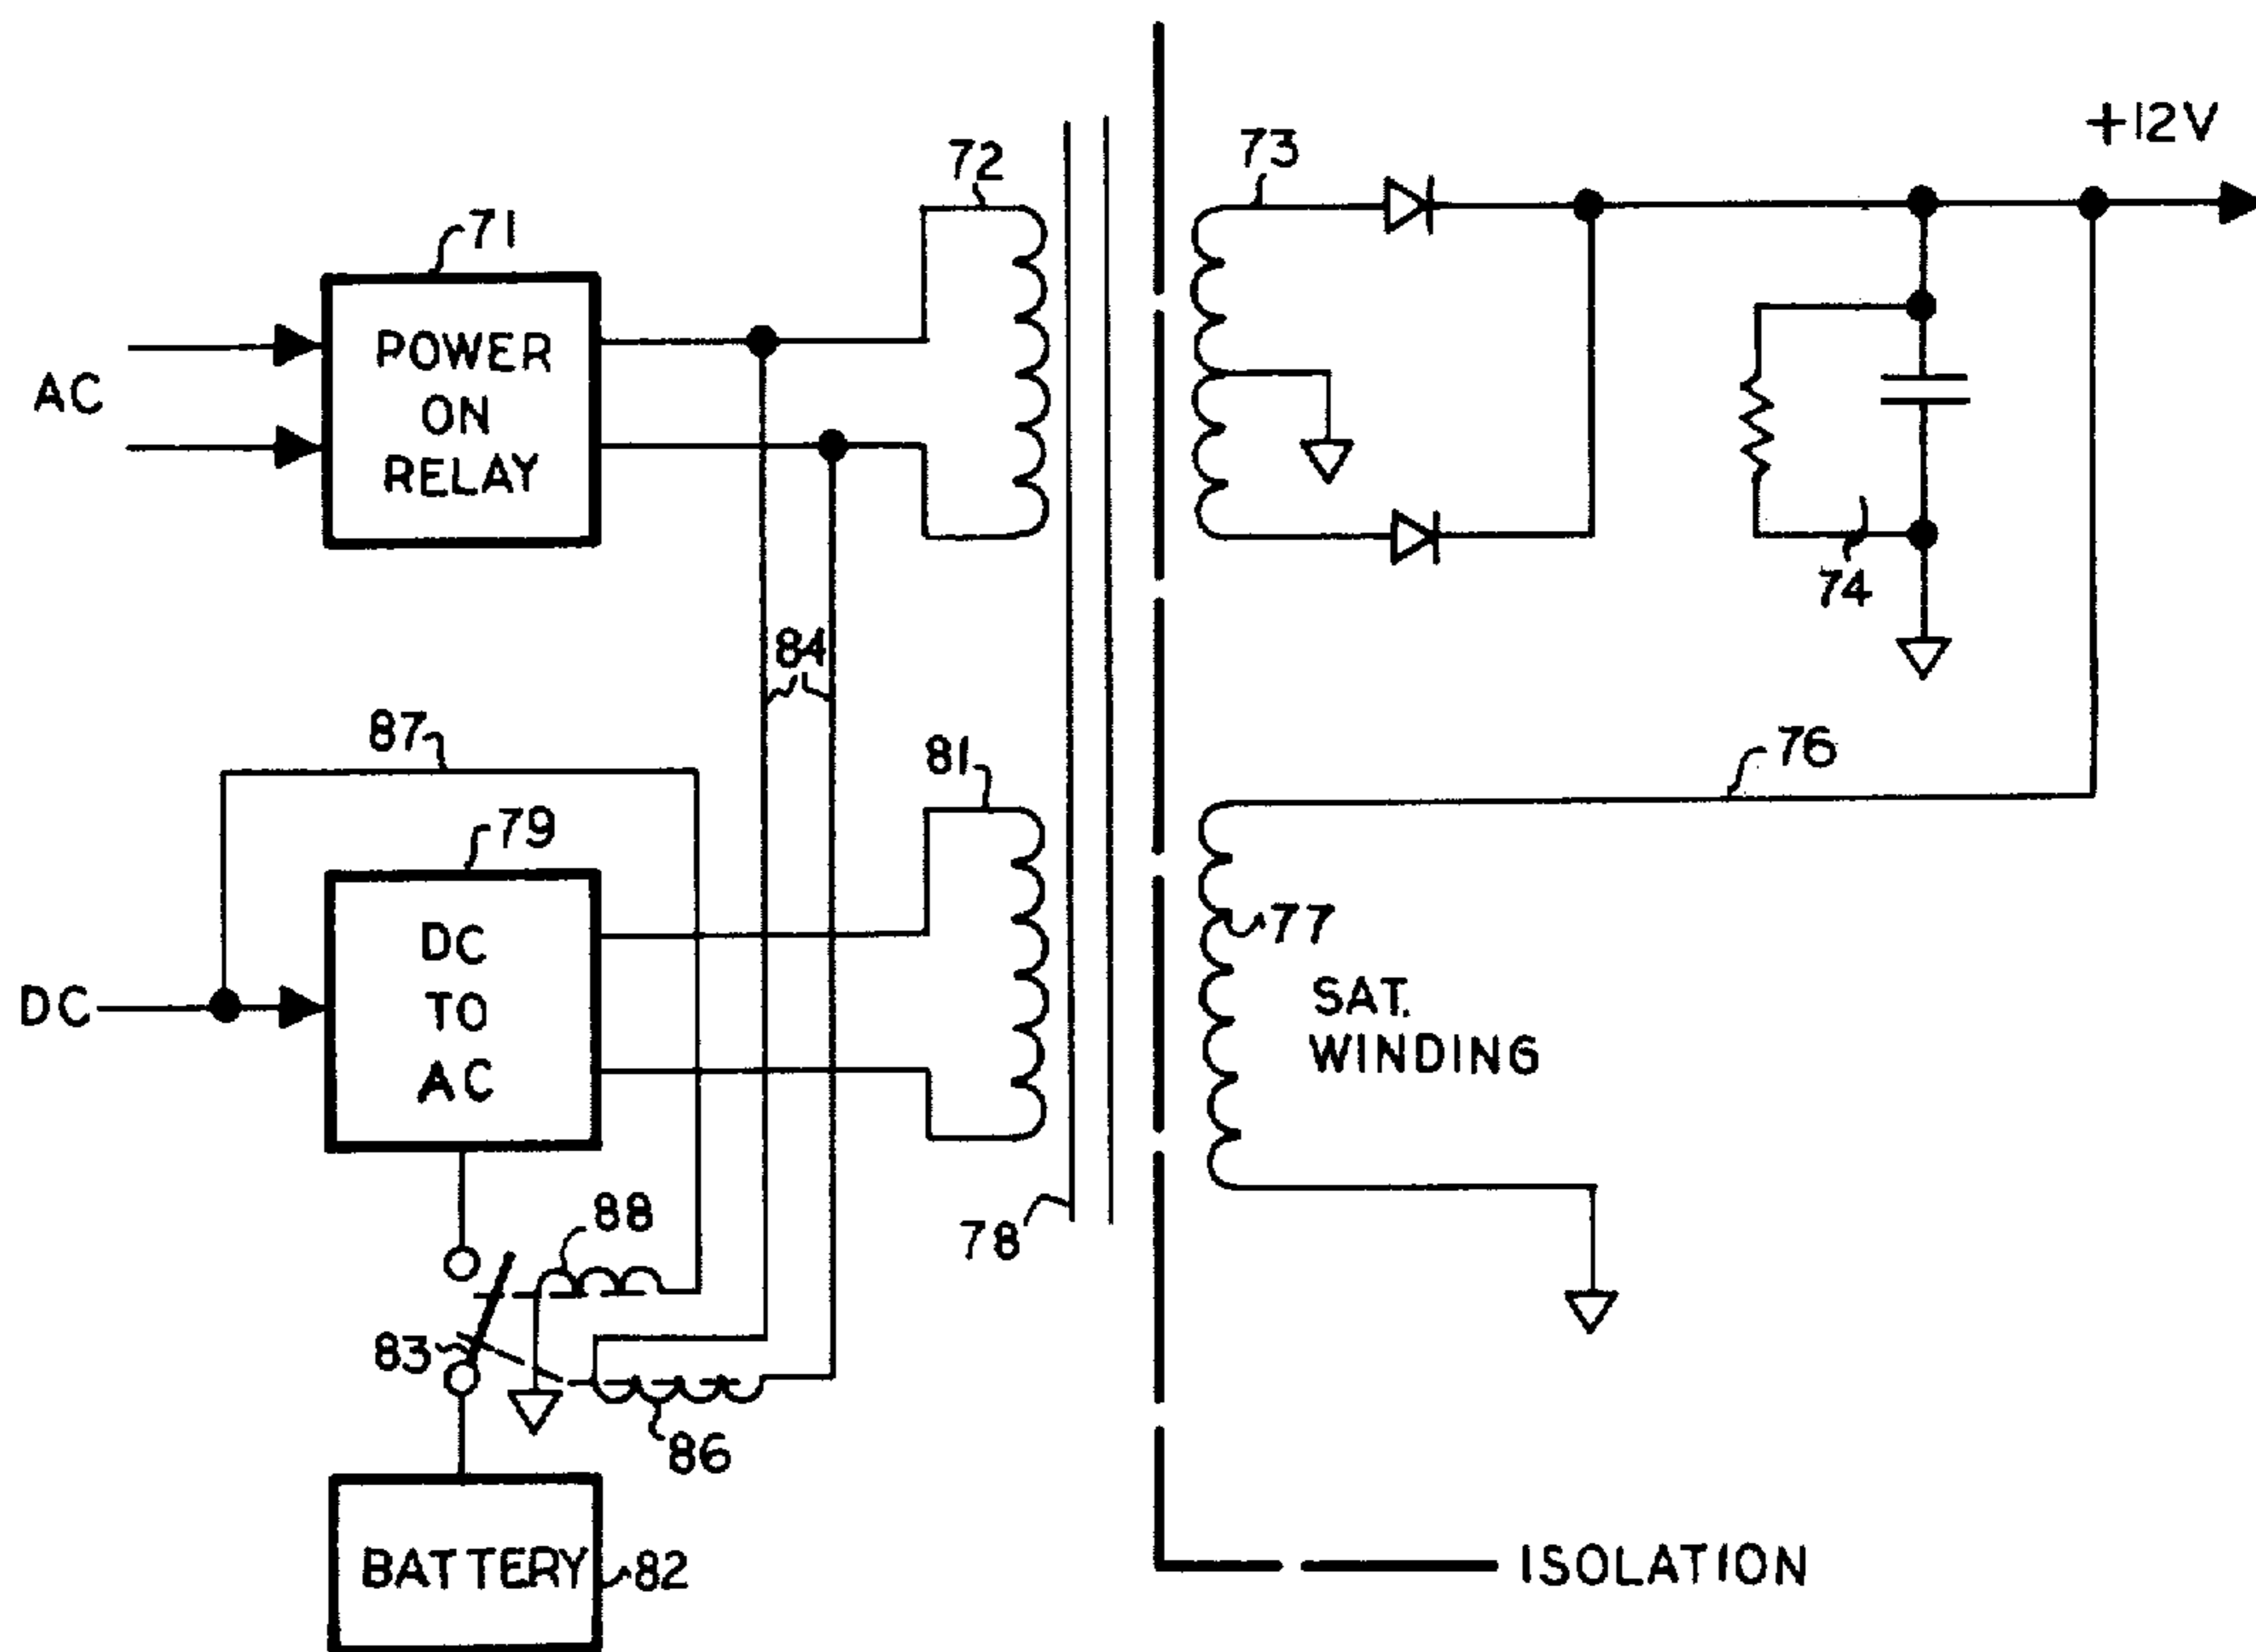 +12V
72
73
71
AC
POWER
ON
RELAY
74
84
87
81
76
79
77
DC
DC
TO
AC
SAT.
WINDING
88
78
83
86
BATTERY
82
ISOLATION